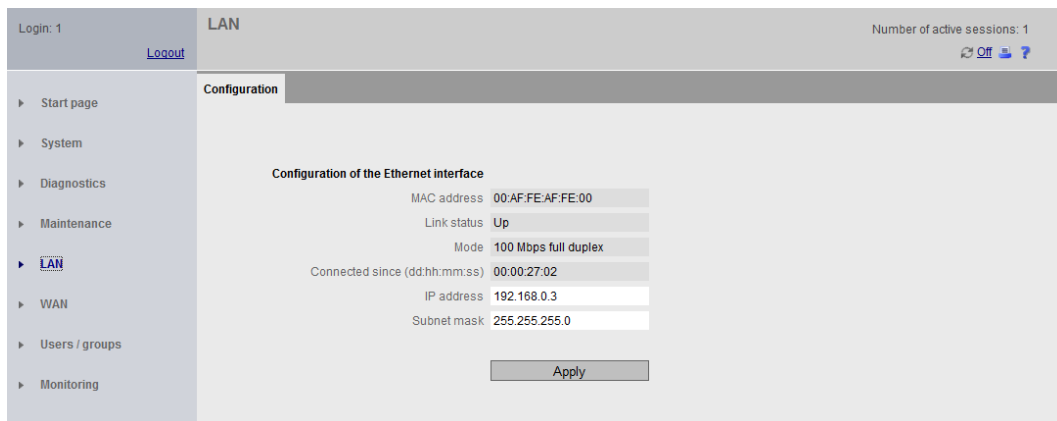 Login: 1
Logout
LAN
Number of active sessions: 1
Off ?
Start page
System
Diagnostics
Maintenance
LAN
WAN
Users / groups
Monitoring
Configuration
Configuration of the Ethernet interface
MAC address 00:AF:FE:AF:FE:00
Link status Up
Mode 100 Mbps full duplex
Connected since (dd:hh:mm:ss) 00:00:27:02
IP address 192.168.0.3
Subnet mask 255.255.255.0
Apply